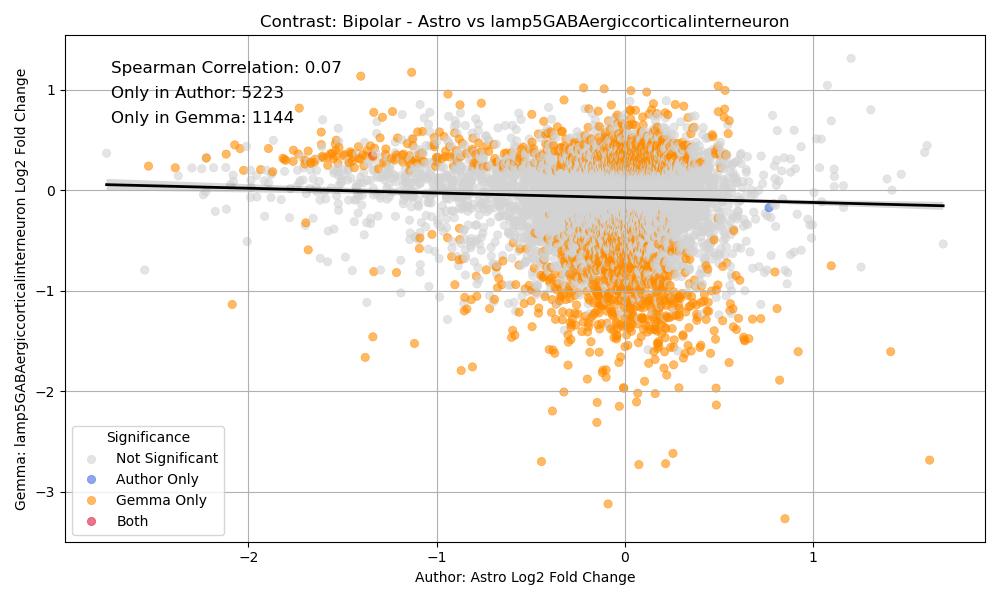 Contrast: Bipolar - Astro vs lamp5GABAergiccorticalinterneuron
Gemma: lamp5GABAergiccorticalinterneuron Log2 Fold Change
Spearman Correlation: 0.07
Only in Author: 5223
Only in Gemma: 1144
1
0
−1
−2
−3
Significance
Not Significant
Author Only
Gemma Only
Both
−2
−1
0
1
Author: Astro Log2 Fold Change